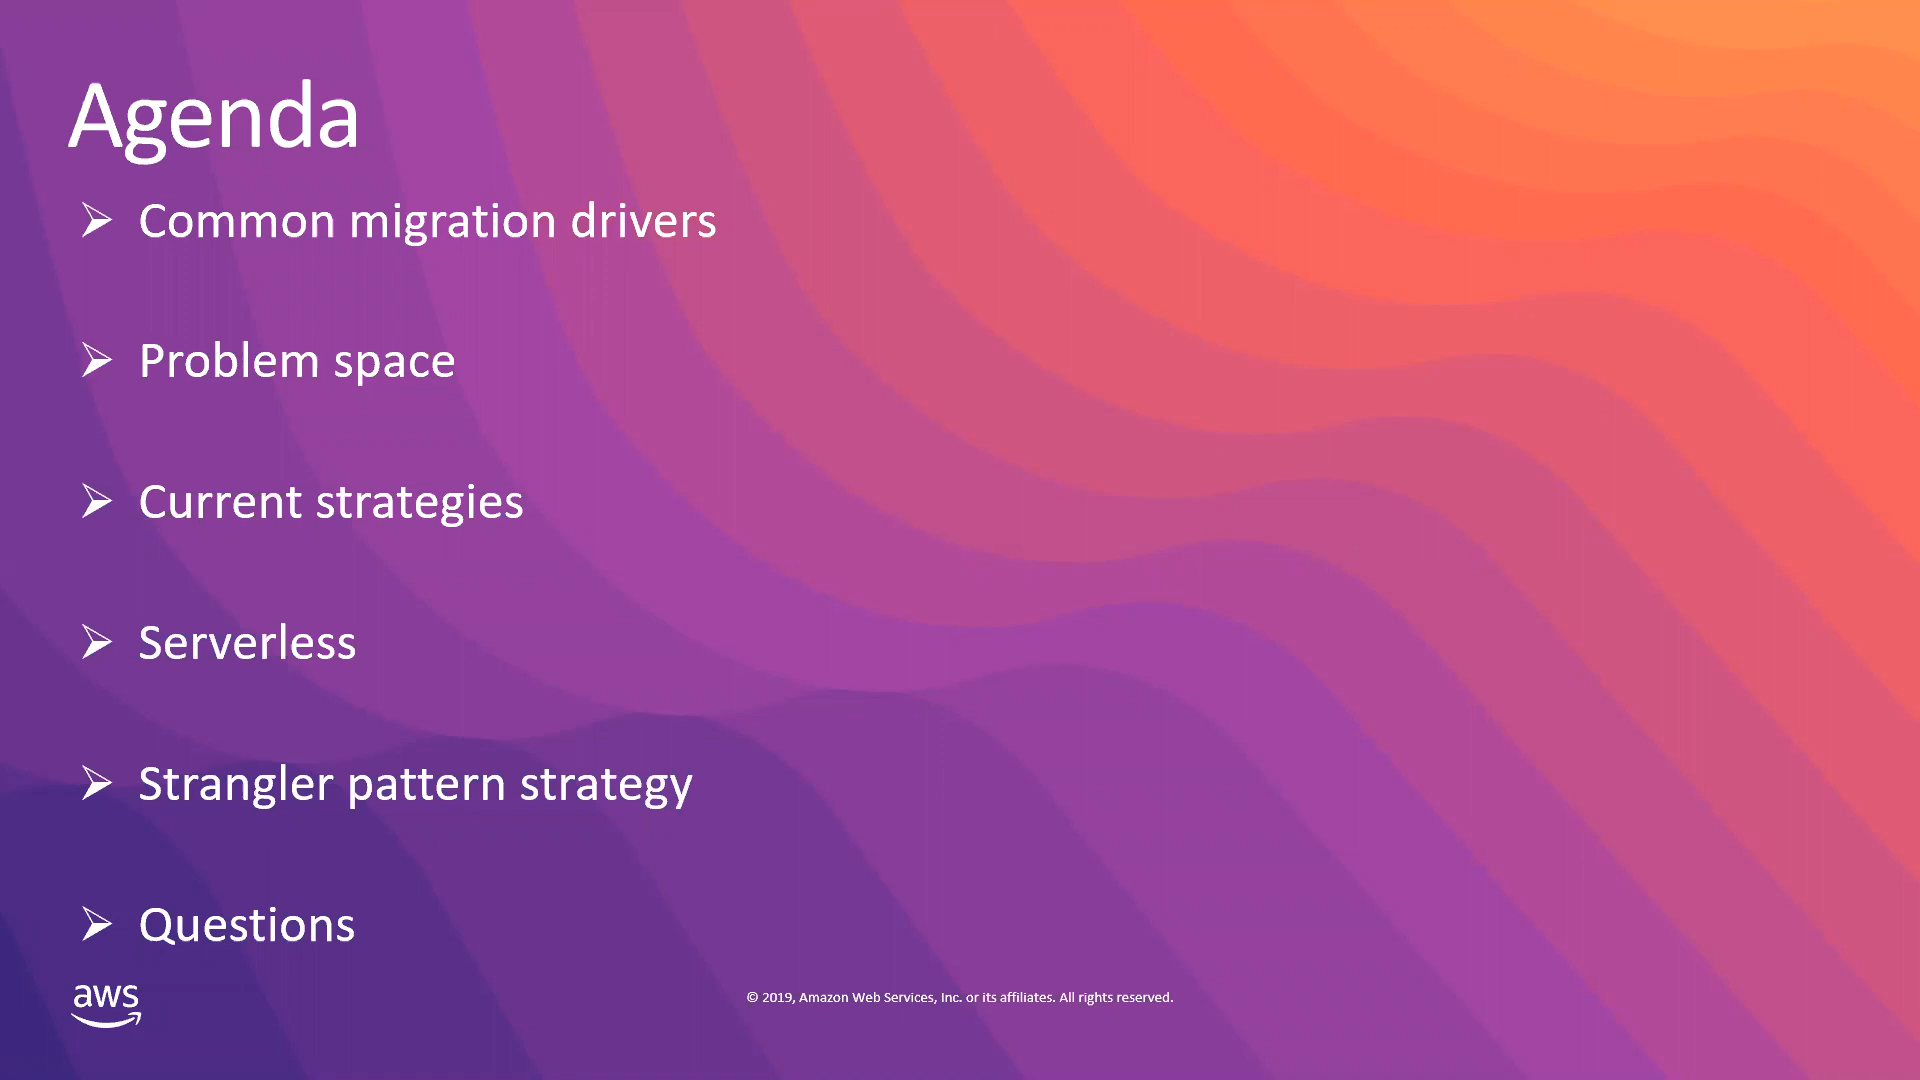 Agenda
Common migration drivers
Problem space
Current strategies
Serverless
Strangler pattern strategy
Questions
aws
© 2019, Amazon Web Services, Inc. or its affiliates. All rights reserved.